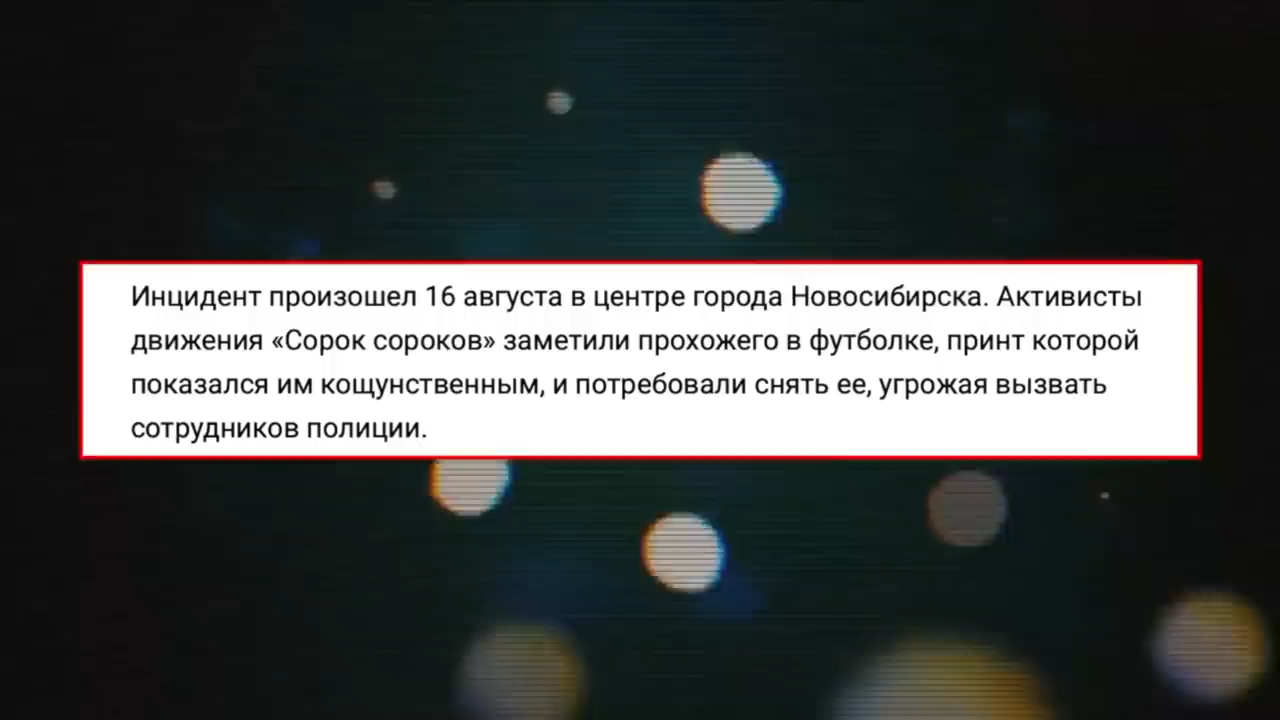 Инцидент произошел 16 августа в центре города Новосибирска. Активисты
движения «Сорок сороков» заметили прохожего в футболке, принт которой
показался им кощунственным, и потребовали снять ее, угрожая вызвать
сотрудников полиции.